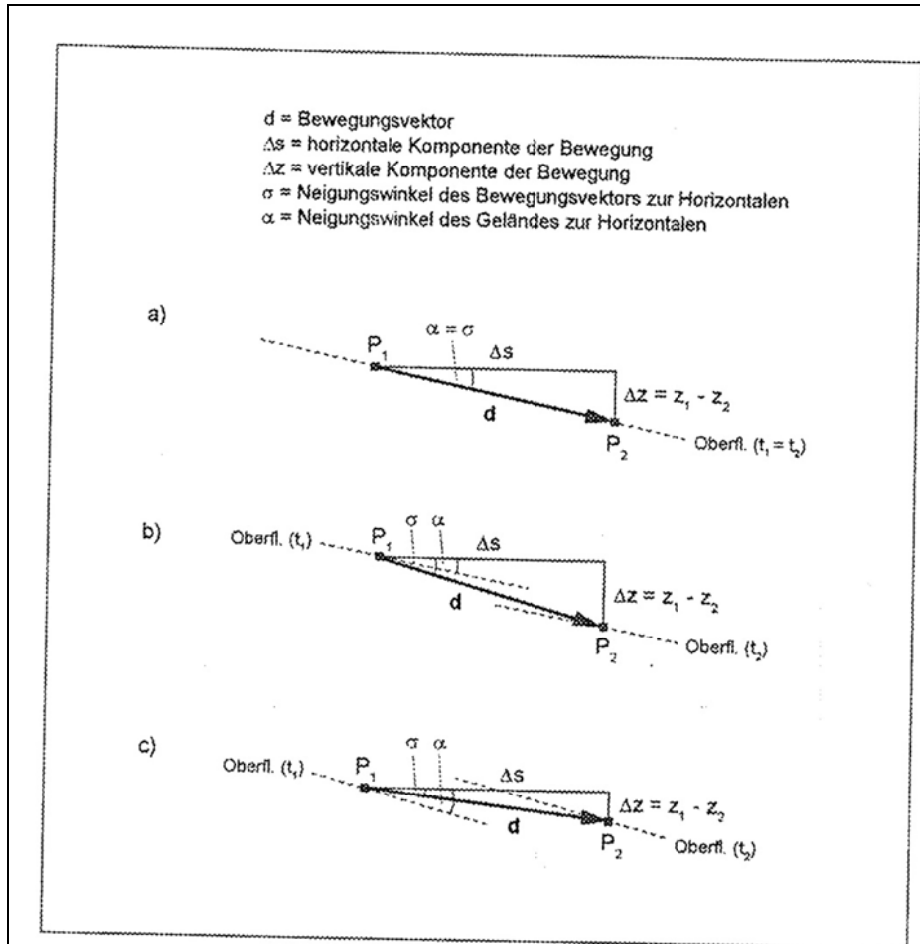 d = Bewegungsvektor
Δs = horizontale Komponente der Bewegung
Δz = vertikale Komponente der Bewegung
σ = Neigungswinkel des Bewegungsvektors zur Horizontalen
α = Neigungswinkel des Geländes zur Horizontalen
a)
α = σ
P₁
Δs
Δz = z₁ - z₂
d
P₂
Oberfl. (t₁ = t₂)
b)
Oberfl. (t₁)
P₁
σ α
Δs
Δz = z₁ - z₂
d
P₂
Oberfl. (t₂)
c)
Oberfl. (t₁)
P₁
σ α
Δs
Δz = z₁ - z₂
d
P₂
Oberfl. (t₂)